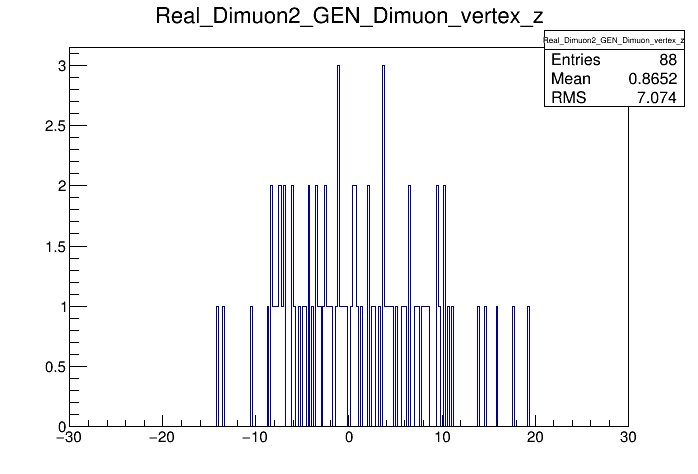 Real_Dimuon2_GEN_Dimuon_vertex_z
Real_Dimuon2_GEN_Dimuon_vertex_z
Entries 88
Mean 0.8652
RMS 7.074
3
2.5
2
1.5
1
0.5
0
−30 −20 −10 0 10 20 30